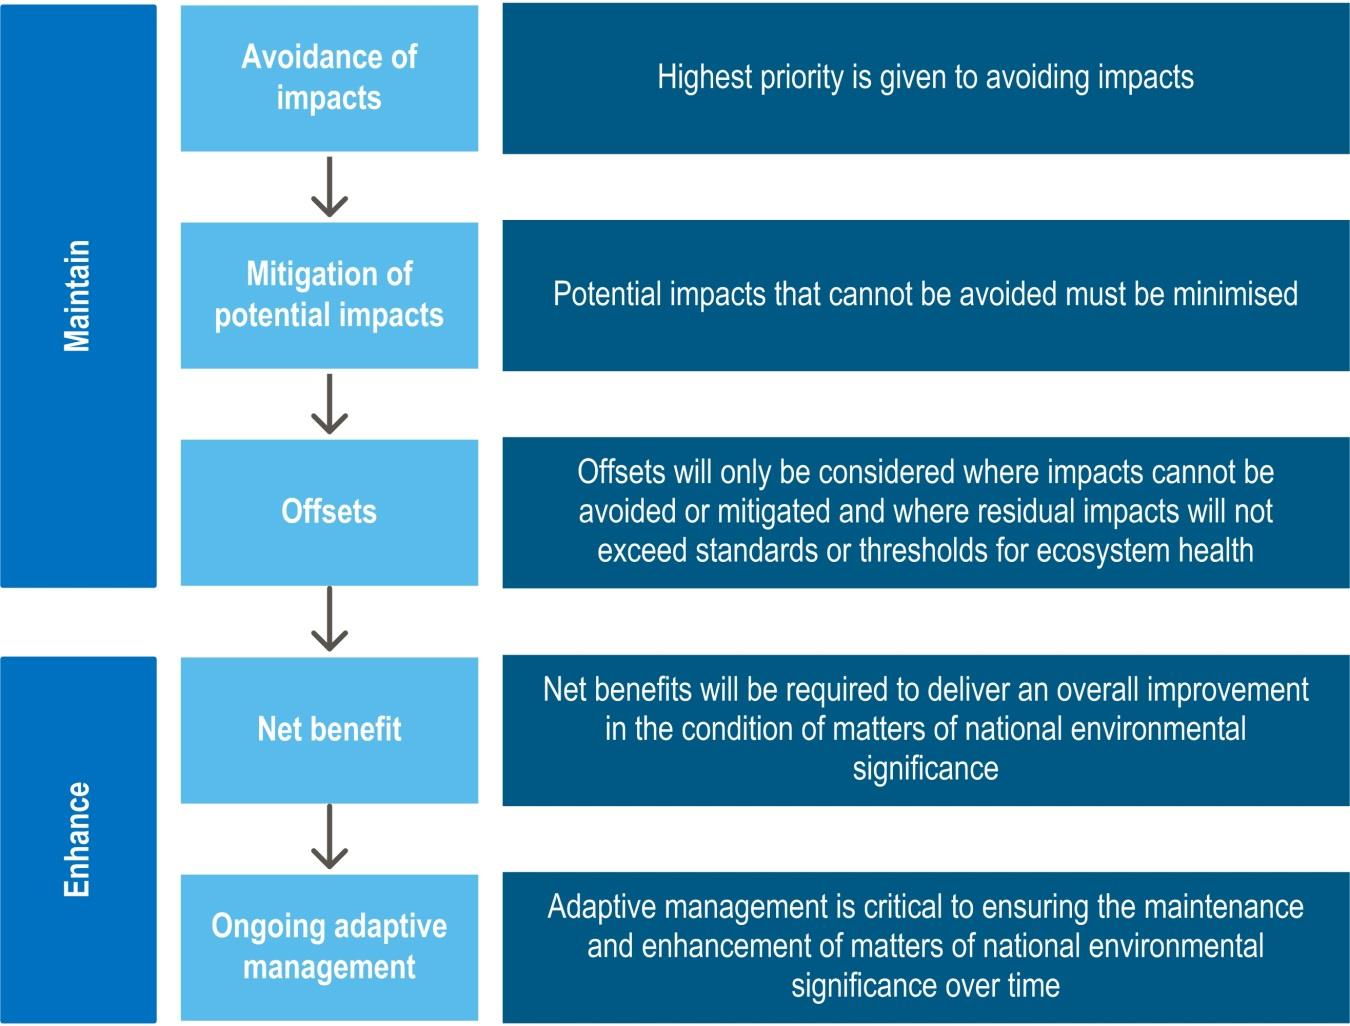 Maintain
Avoidance of
impacts
Highest priority is given to avoiding impacts
Mitigation of
potential impacts
Potential impacts that cannot be avoided must be minimised
Offsets
Offsets will only be considered where impacts cannot be
avoided or mitigated and where residual impacts will not
exceed standards or thresholds for ecosystem health
Enhance
Net benefit
Net benefits will be required to deliver an overall improvement
in the condition of matters of national environmental
significance
Ongoing adaptive
management
Adaptive management is critical to ensuring the maintenance
and enhancement of matters of national environmental
significance over time